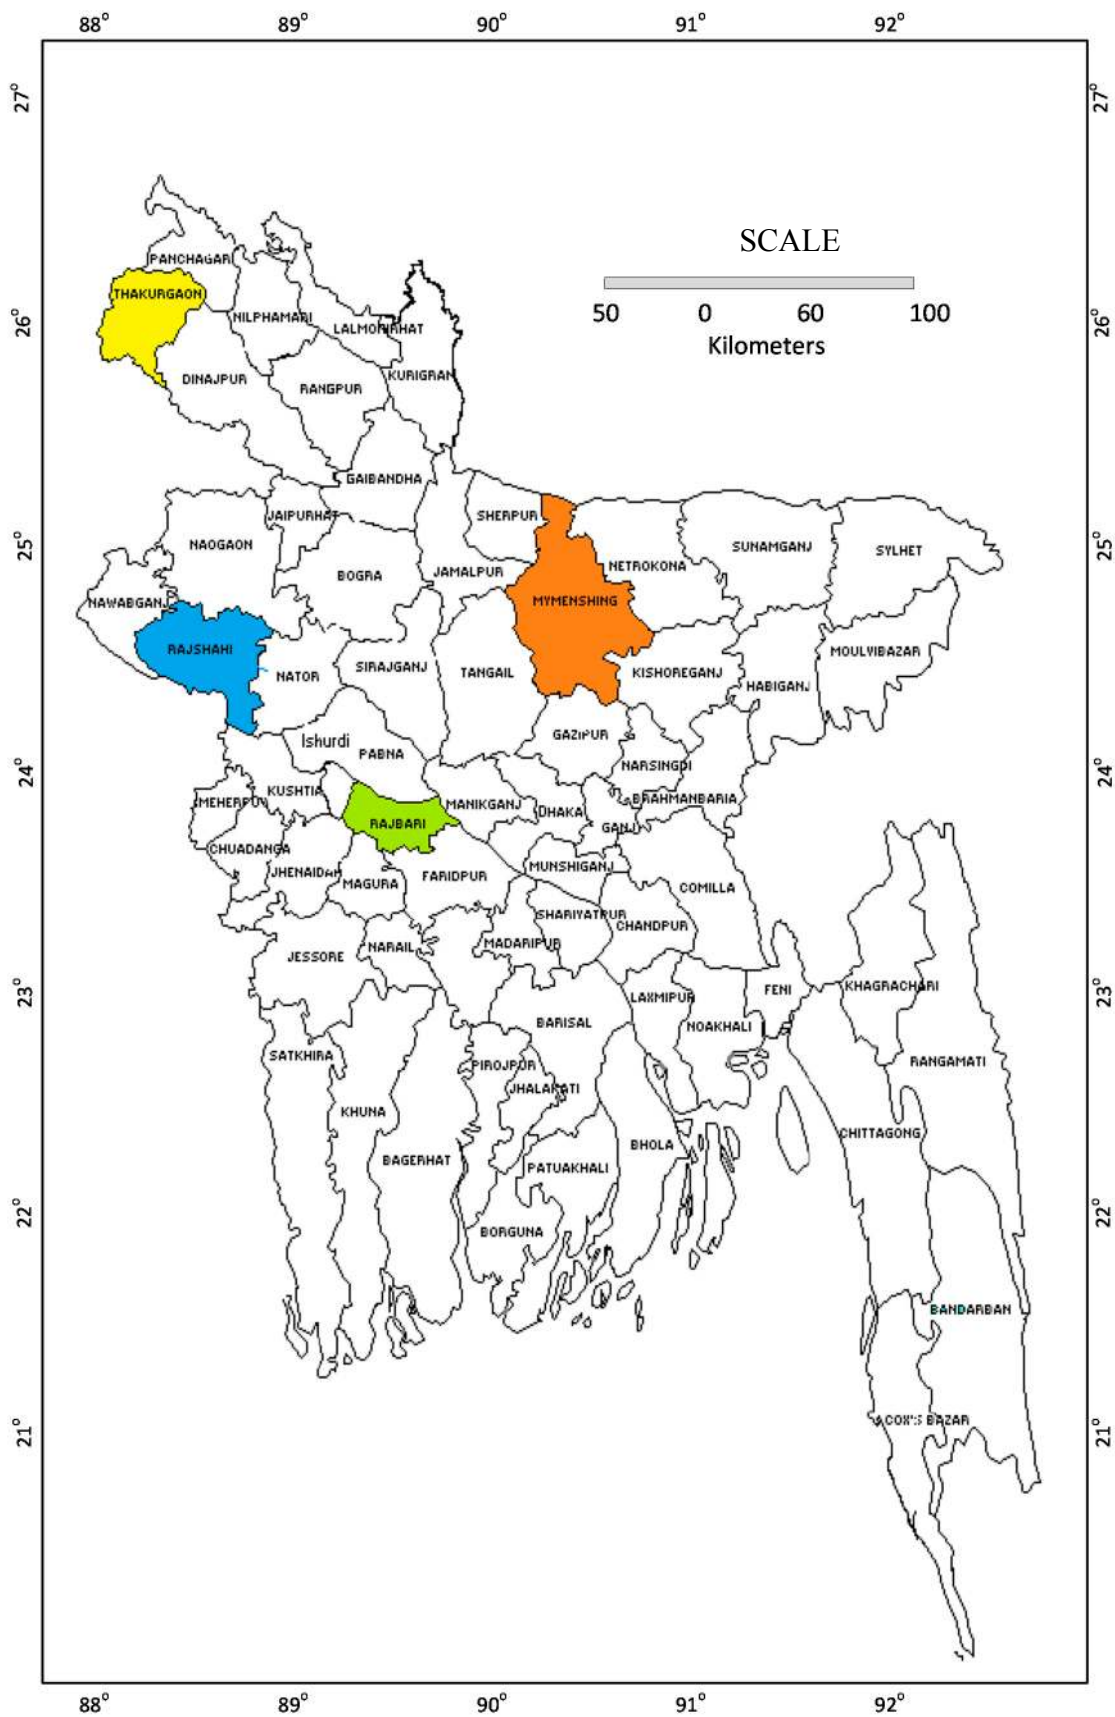 88° 89° 90° 91° 92°
27° 27°
SCALE
PANCHAGAR
THAKURGAON
50 0 60 100
NILPHAMARI
26° 26°
LALMONIRHAT
Kilometers
DINAJPUR
KURIGRAN
RANGPUR
GAIBANDHA
JAIPURHAT
SHERPUR
NAOGAON
SUNAMGANJ
25° 25°
SYLHET
NETROKONA
BOGRA
JAMALPUR
NAWABGANJ
MYMENSHING
RAJSHAHI
MOULVIBAZAR
SIRAJGANJ
NATOR
TANGAIL
KISHOREGANJ
HABIGANJ
GAZIPUR
Ishurdi
PABNA
NARSINGDI
24° 24°
KUSHTIA
MEHERPUR
MANIKGANJ
BRAHMANBARIA
DHAKA
RAJBARI
GANJ
CHUADANGA
MUNSHIGANJ
JHENAIDAH
FARIDPUR
MAGURA
COMILLA
SHARIYATPUR
CHANDPUR
NARAIL
MADARIPUR
JESSORE
23° 23°
KHAGRACHARI
FENI
LAXMIPUR
BARISAL
NOAKHALI
SATKHIRA
PIROJPUR
RANGAMATI
JHALAKATI
KHUNA
CHITTAGONG
BHOLA
BAGERHAT
PATUAKHALI
22° 22°
BORGUNA
BANDARBAN
COX'S BAZAR
21° 21°
88° 89° 90° 91° 92°